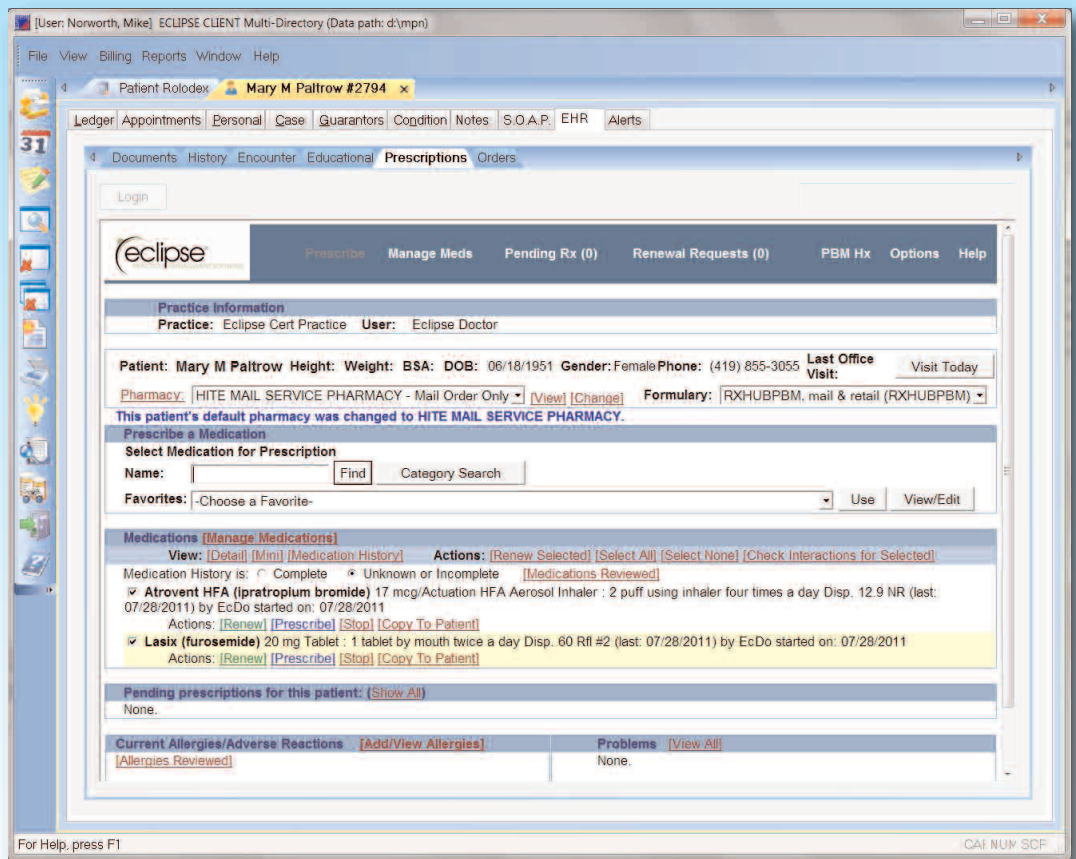 [User: Norworth, Mike]  ECLIPSE CLIENT Multi-Directory (Data path: d:\mpn)
File View Billing Reports Window Help
Patient Rolodex Mary M Paltrow #2794 x
Ledger Appointments Personal Case Guarantors Condition Notes S.O.A.P. EHR Alerts
31
Documents History Encounter Educational Prescriptions Orders
Login
eclipse Prescribe Manage Meds Pending Rx (0) Renewal Requests (0) PBM Hx Options Help
Practice Information
Practice: Eclipse Cert Practice User: Eclipse Doctor
Patient: Mary M Paltrow Height: Weight: BSA: DOB: 06/18/1951 Gender: Female Phone: (419) 855-3055 Last Office Visit: Visit Today
Pharmacy: HITE MAIL SERVICE PHARMACY - Mail Order Only [View] [Change] Formulary: RXHUBPBM, mail & retail (RXHUBPBM)
This patient's default pharmacy was changed to HITE MAIL SERVICE PHARMACY.
Prescribe a Medication
Select Medication for Prescription
Name: Find Category Search
Favorites: -Choose a Favorite- Use View/Edit
Medications [Manage Medications]
View: [Detail] [Mini] [Medication History] Actions: [Renew Selected] [Select All] [Select None] [Check Interactions for Selected]
Medication History is: Complete Unknown or Incomplete [Medications Reviewed]
Atrovent HFA (ipratropium bromide) 17 mcg/Actuation HFA Aerosol Inhaler : 2 puff using inhaler four times a day Disp. 12.9 NR (last:
07/28/2011) by EcDo started on: 07/28/2011
Actions: [Renew] [Prescribe] [Stop] [Copy To Patient]
Lasix (furosemide) 20 mg Tablet : 1 tablet by mouth twice a day Disp. 60 Rfl #2 (last: 07/28/2011) by EcDo started on: 07/28/2011
Actions: [Renew] [Prescribe] [Stop] [Copy To Patient]
Pending prescriptions for this patient: (Show All)
None.
Current Allergies/Adverse Reactions [Add/View Allergies] Problems [View All]
[Allergies Reviewed] None.
For Help, press F1 NUM